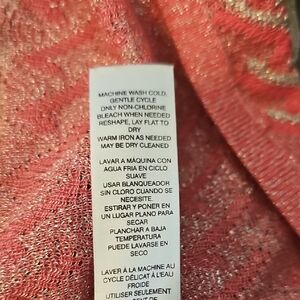 MACHINE WASH COLD,
GENTLE CYCLE
ONLY NON-CHLORINE
BLEACH WHEN NEEDED
RESHAPE, LAY FLAT TO
DRY
WARM IRON AS NEEDED
MAY BE DRY CLEANED
LAVAR A MÁQUINA CON
AGUA FRIA EN CICLO
SUAVE
USAR BLANQUEADOR
SIN CLORO CUANDO SE
NECESITE.
ESTIRAR Y PONER EN
UN LUGAR PLANO PARA
SECAR
PLANCHAR A BAJA
TEMPERATURA
PUEDE LAVARSE EN
SECO
LAVER À LA MACHINE AU
CYCLE DÉLICAT À L'EAU
FROIDE
UTILISER SEULEMENT